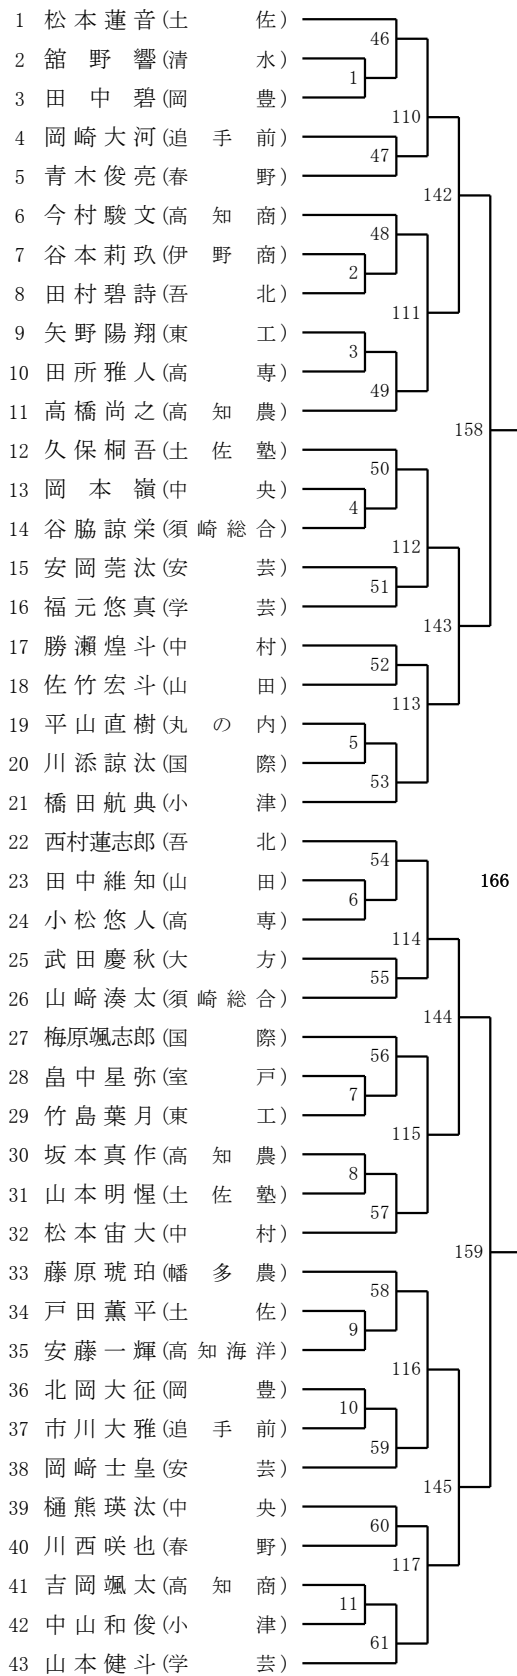 1 松本蓮音(土佐)
46
2 舘野響(清水)
1
3 田中碧(岡豊)
110
4 岡崎大河(追手前)
47
5 青木俊亮(春野)
142
6 今村駿文(高知商)
48
7 谷本莉玖(伊野商)
2
8 田村碧詩(吾北)
111
9 矢野陽翔(東工)
3
10 田所雅人(高専)
49
11 高橋尚之(高知農)
158
12 久保桐吾(土佐塾)
50
13 岡本嶺(中央)
4
14 谷脇諒栄(須崎総合)
112
15 安岡莞汰(安芸)
51
16 福元悠真(学芸)
143
17 勝瀬煌斗(中村)
52
18 佐竹宏斗(山田)
113
19 平山直樹(丸の内)
5
20 川添諒汰(国際)
53
21 橋田航典(小津)
22 西村蓮志郎(吾北)
54
23 田中維知(山田)
166
6
24 小松悠人(高専)
114
25 武田慶秋(大方)
55
26 山﨑湊太(須崎総合)
144
27 梅原颯志郎(国際)
56
28 畠中星弥(室戸)
7
29 竹島葉月(東工)
115
30 坂本真作(高知農)
8
31 山本明惺(土佐塾)
57
32 松本宙大(中村)
159
33 藤原琥珀(幡多農)
58
34 戸田薫平(土佐)
9
35 安藤一輝(高知海洋)
116
36 北岡大征(岡豊)
10
37 市川大雅(追手前)
59
38 岡﨑士皇(安芸)
145
39 樋熊瑛汰(中央)
60
40 川西咲也(春野)
117
41 吉岡颯太(高知商)
11
42 中山和俊(小津)
61
43 山本健斗(学芸)